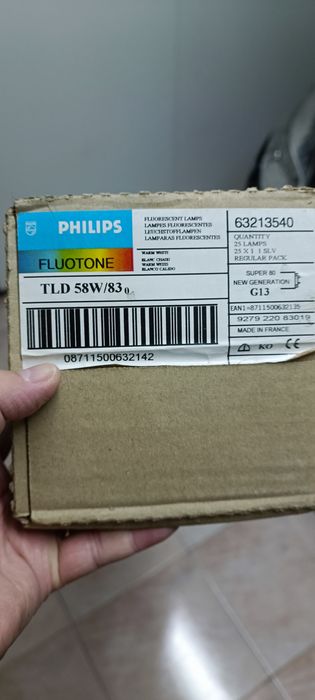 PHILIPS
FLUOTONE
FLUORESCENT LAMPS
LAMPES FLUORESCENTES
LEUCHTSTOFLAMPEN
LAMPARAS FLUORESCENTES
WARM WHITE
BLANC CHAUD
WARM WEISS
BLANCO CALIDO
63213540
QUANTITY
25 LAMPS
25 X 1 1 SLV
REGULAR PACK
TLD 58W/830
SUPER 80
NEW GENERATION
G13
08711500632142
EAN1=8711500632135
9279 220 83019
MADE IN FRANCE
KO CE